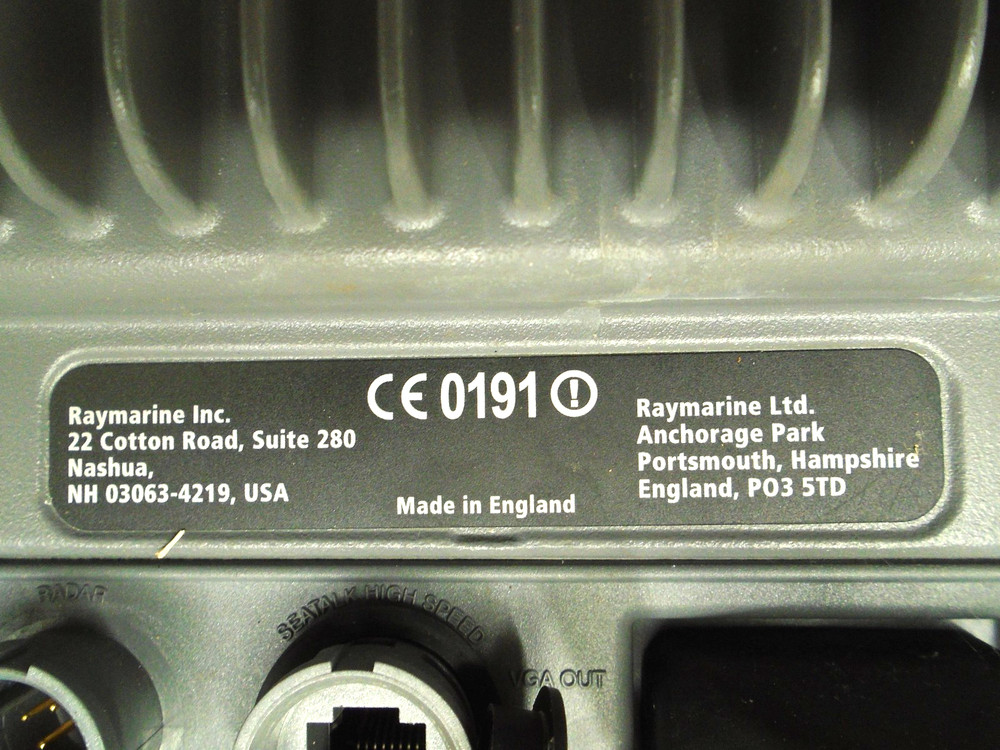 CE 0191
Raymarine Inc.
22 Cotton Road, Suite 280
Nashua,
NH 03063-4219, USA
Made in England
Raymarine Ltd.
Anchorage Park
Portsmouth, Hampshire
England, PO3 5TD
RADAR
SEATALK HIGH SPEED
VGA OUT